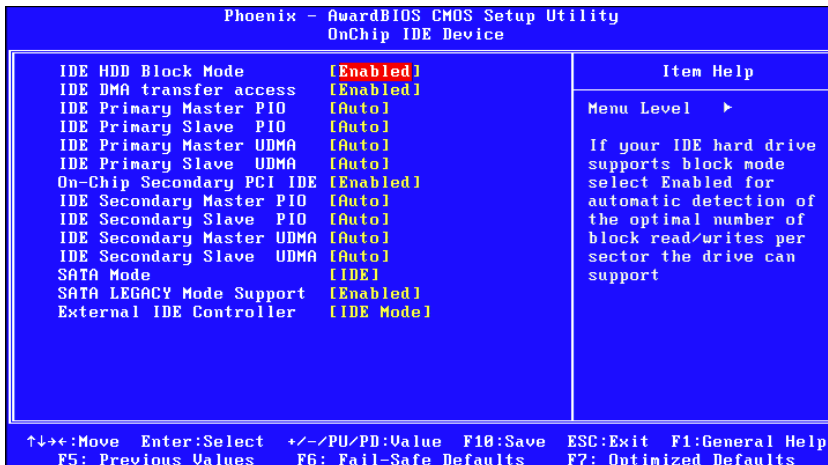 Phoenix - AwardBIOS CMOS Setup Utility
OnChip IDE Device
IDE HDD Block Mode [Enabled]
IDE DMA transfer access [Enabled]
IDE Primary Master PIO [Auto]
IDE Primary Slave PIO [Auto]
IDE Primary Master UDMA [Auto]
IDE Primary Slave UDMA [Auto]
On-Chip Secondary PCI IDE [Enabled]
IDE Secondary Master PIO [Auto]
IDE Secondary Slave PIO [Auto]
IDE Secondary Master UDMA [Auto]
IDE Secondary Slave UDMA [Auto]
SATA Mode [IDE]
SATA LEGACY Mode Support [Enabled]
External IDE Controller [IDE Mode]
Item Help
Menu Level ►
If your IDE hard drive
supports block mode
select Enabled for
automatic detection of
the optimal number of
block read/writes per
sector the drive can
support
↑↓→←:Move Enter:Select +/-/PU/PD:Value F10:Save ESC:Exit F1:General Help
F5: Previous Values F6: Fail-Safe Defaults F7: Optimized Defaults